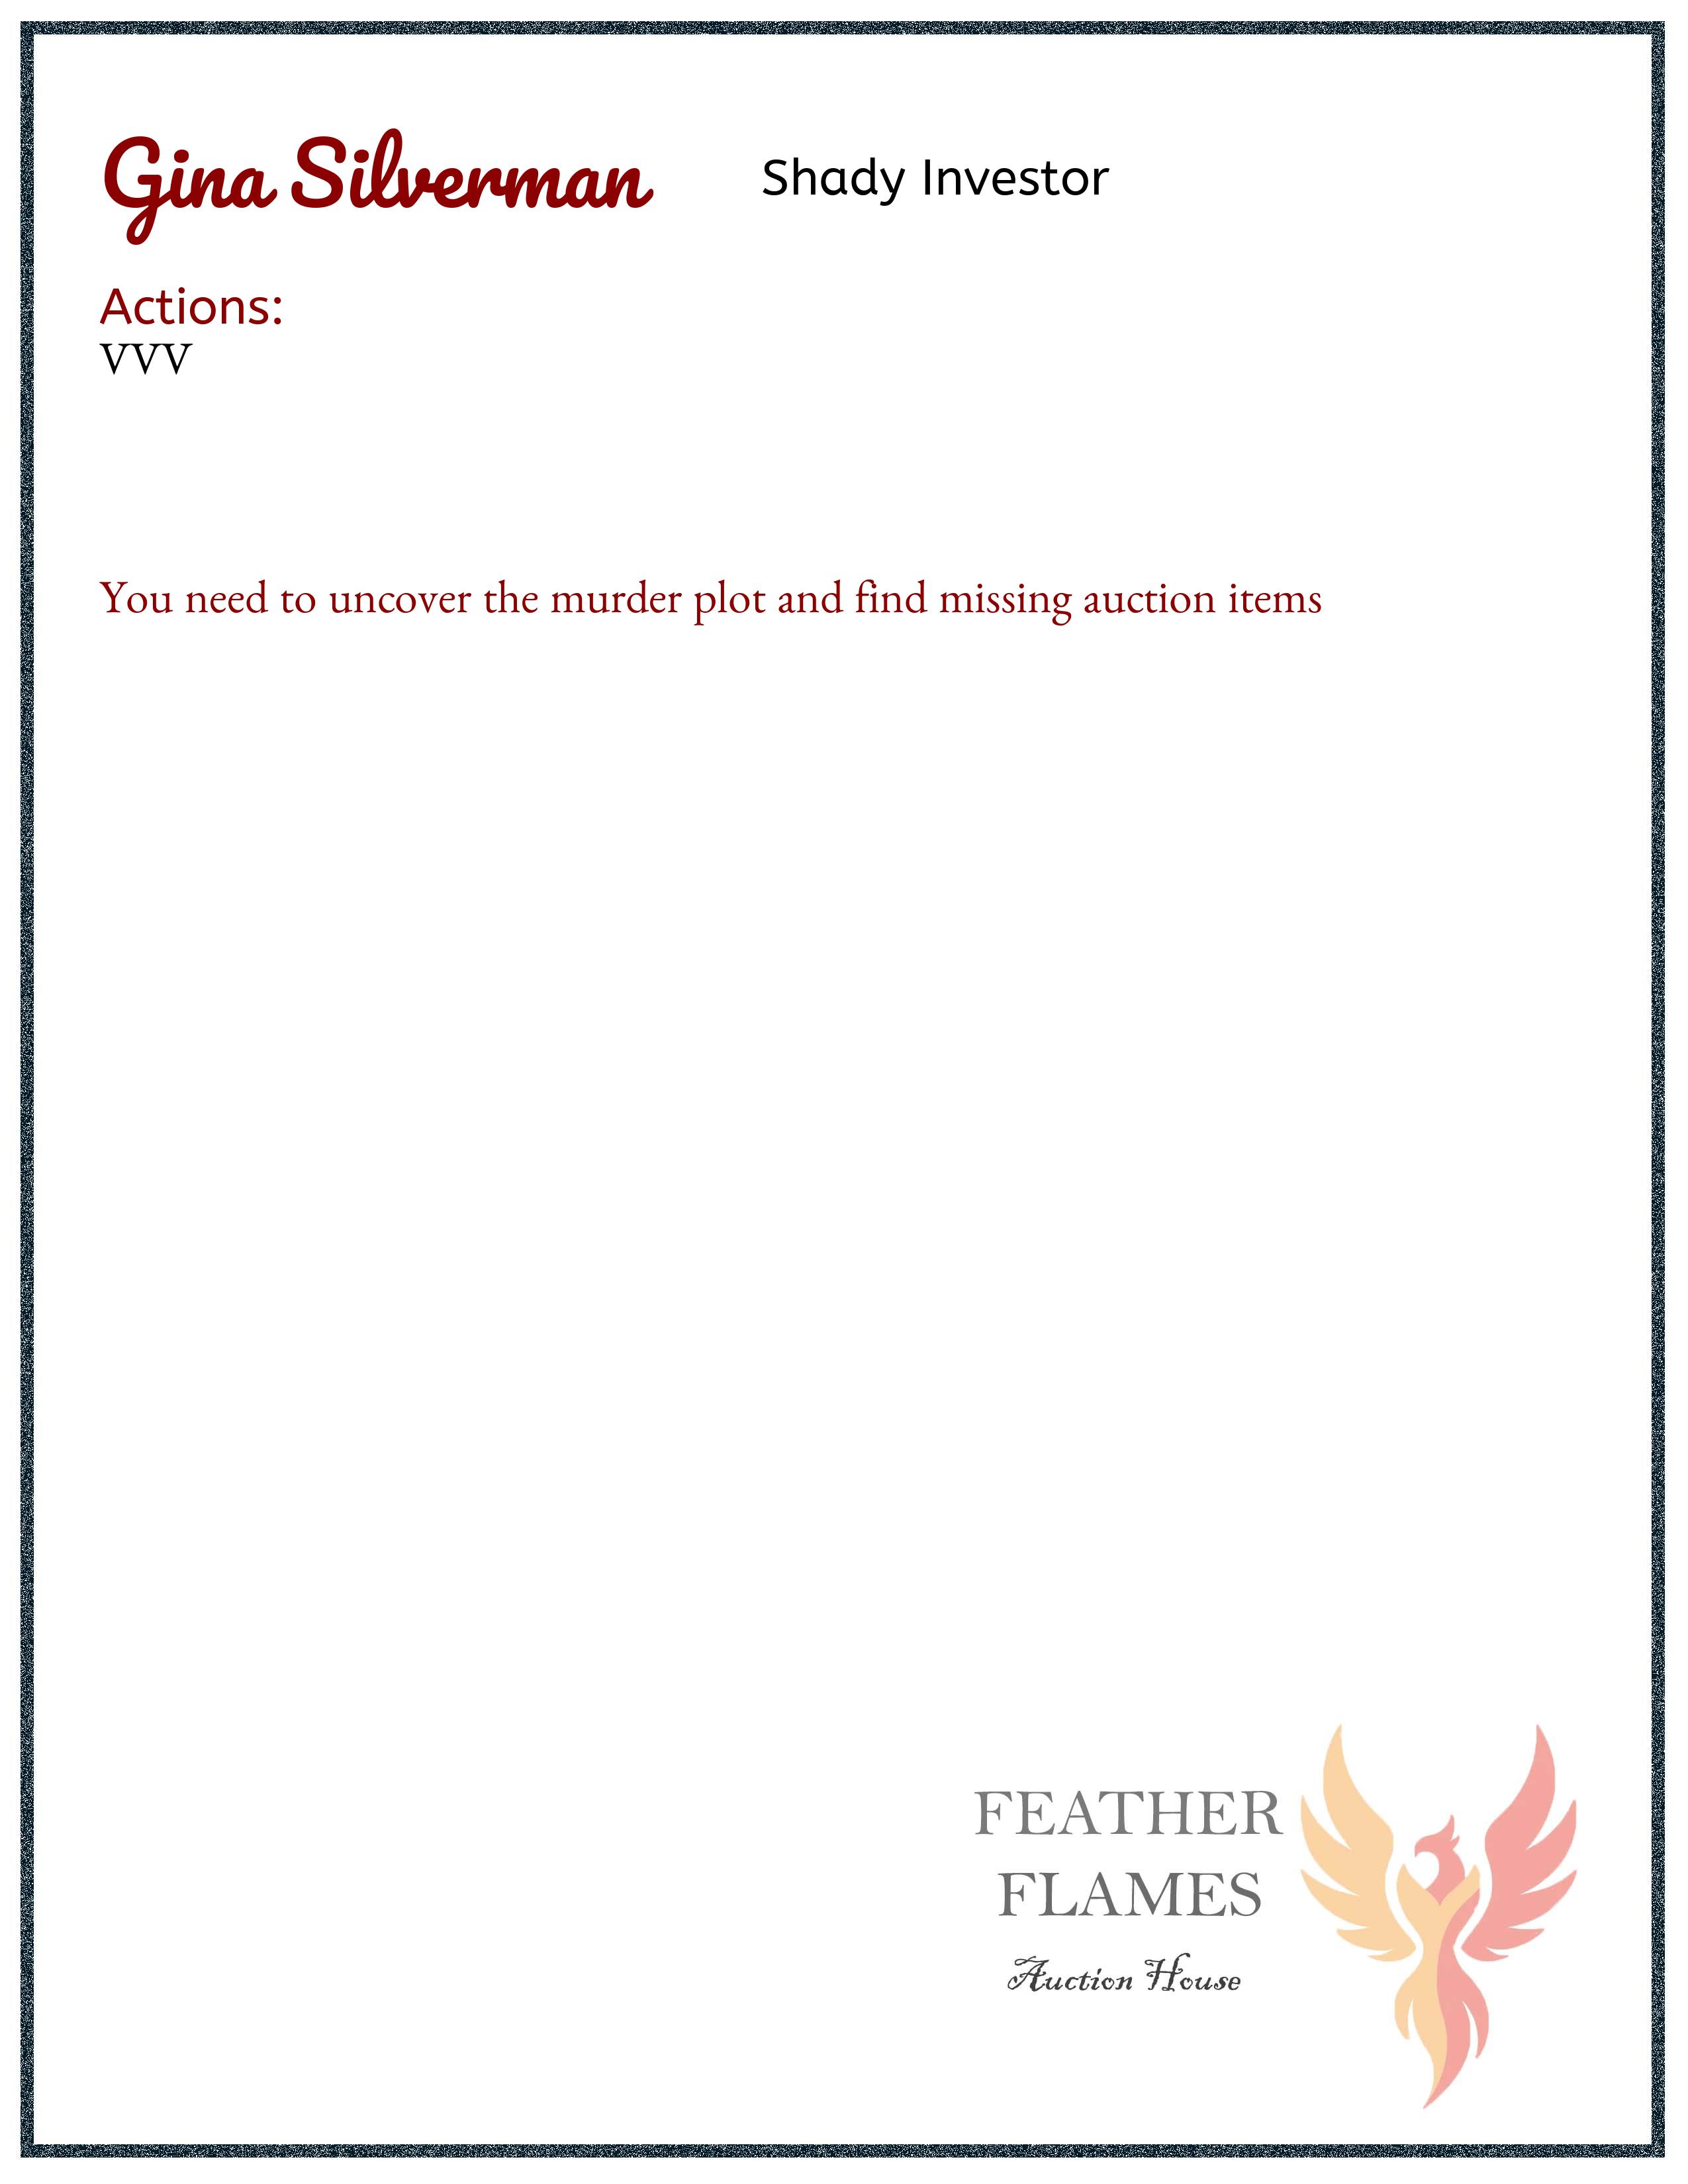 Gina Silverman
Shady Investor
Actions:
VVV
You need to uncover the murder plot and find missing auction items
FEATHER
FLAMES
Auction House